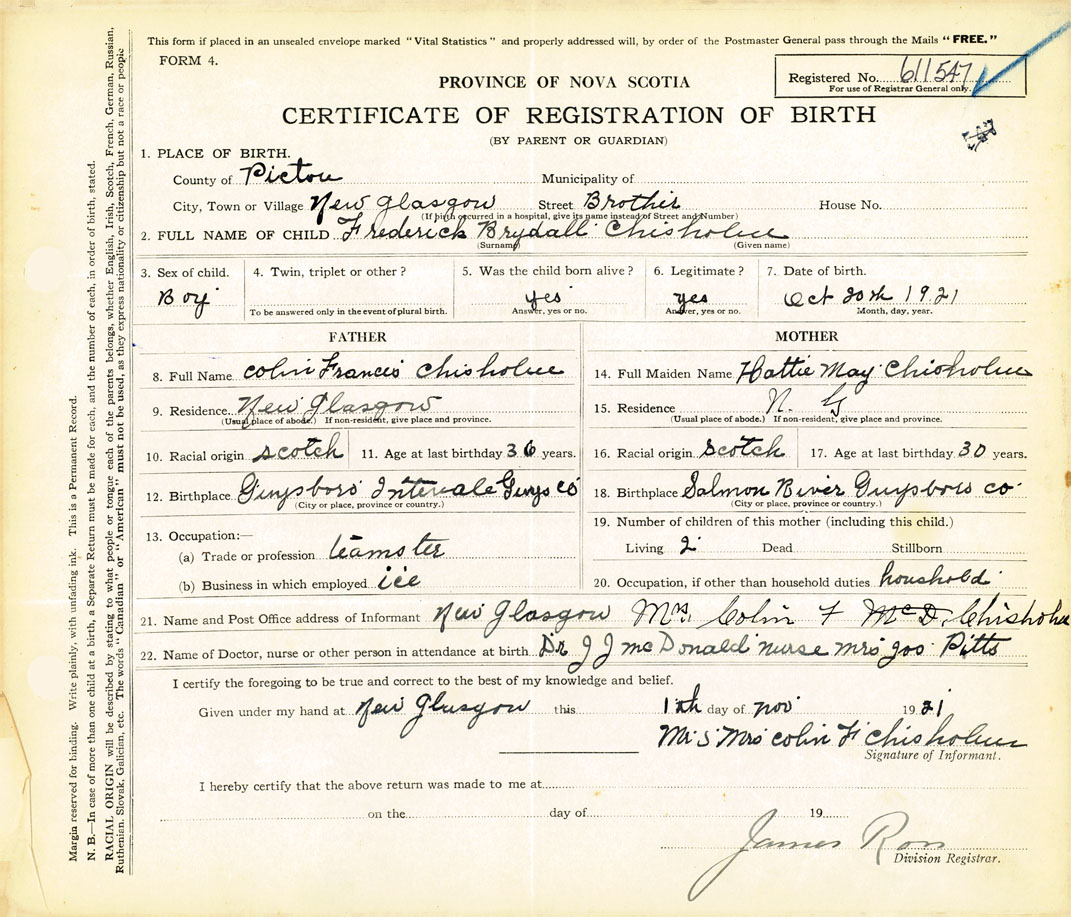 This form if placed in an unsealed envelope marked "Vital Statistics" and properly addressed will, by order of the Postmaster General pass through the Mails "FREE."
FORM 4.
Registered No. 611547
For use of Registrar General only.
PROVINCE OF NOVA SCOTIA
CERTIFICATE OF REGISTRATION OF BIRTH
(BY PARENT OR GUARDIAN)
1. PLACE OF BIRTH.
County of Pictou Municipality of
City, Town or Village New Glasgow Street Brother House No.
(If birth occurred in a hospital, give its name instead of Street and Number)
2. FULL NAME OF CHILD Frederick Brydall Chisholm
(Surname) (Given name)
3. Sex of child. 4. Twin, triplet or other? 5. Was the child born alive? 6. Legitimate? 7. Date of birth.
Boy yes yes Oct 20th 1921
To be answered only in the event of plural birth. Answer, yes or no. Answer, yes or no. Month, day, year.
FATHER
8. Full Name Colin Francis Chisholm
9. Residence New Glasgow
(Usual place of abode.) If non-resident, give place and province.
10. Racial origin scotch 11. Age at last birthday 36 years.
12. Birthplace Guysboro Intervale Guys Co
(City or place, province or country.)
13. Occupation:—
(a) Trade or profession teamster
(b) Business in which employed ice
MOTHER
14. Full Maiden Name Hattie May Chisholm
15. Residence N. G
(Usual place of abode.) If non-resident, give place and province.
16. Racial origin Scotch 17. Age at last birthday 30 years.
18. Birthplace Salmon River Guysboro co
(City or place, province or country.)
19. Number of children of this mother (including this child.)
Living 2 Dead Stillborn
20. Occupation, if other than household duties houshold
21. Name and Post Office address of Informant New Glasgow Mrs. Colin F McD. Chisholm
22. Name of Doctor, nurse or other person in attendance at birth Dr J J mcDonald nurse mrs Jos Pitts
I certify the foregoing to be true and correct to the best of my knowledge and belief.
Given under my hand at New Glasgow this 1th day of nov 1921
Mrs Colin F Chisholm
Signature of Informant.
I hereby certify that the above return was made to me at
on the day of 19
James Ross
Division Registrar.
Margin reserved for binding. Write plainly, with unfading ink. This is a Permanent Record.
N. B.—In case of more than one child at a birth, a Separate Return must be made for each, and the number of each, in order of birth, stated.
RACIAL ORIGIN will be described by stating to what people or tongue each of the parents belongs, whether English, Irish, Scotch, French, German, Russian,
Ruthenian, Slovak, Galician, etc. The words "Canadian" or "American" must not be used, as they express nationality or citizenship but not a race or people